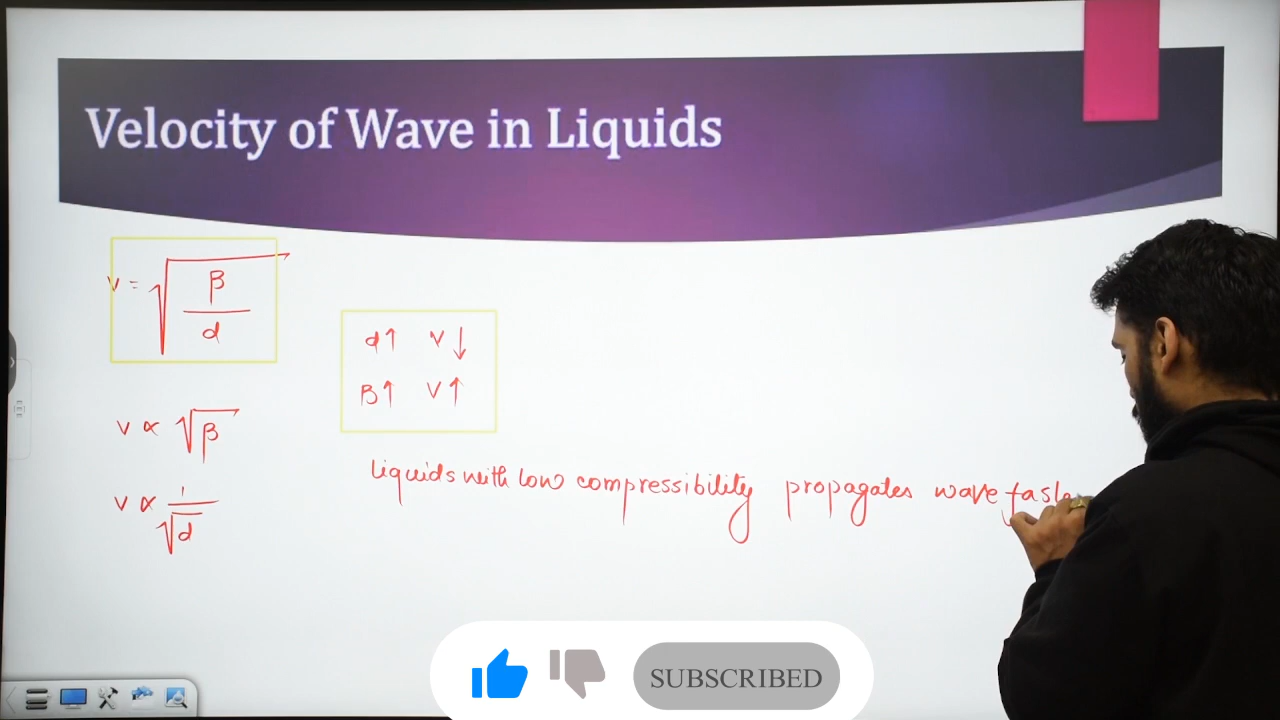 Velocity of Wave in Liquids
v = √(β/d)
d↑ v↓
B↑ v↑
v ∝ √β
v ∝ 1/√d
liquids with low compressibility propagates wave
SUBSCRIBED